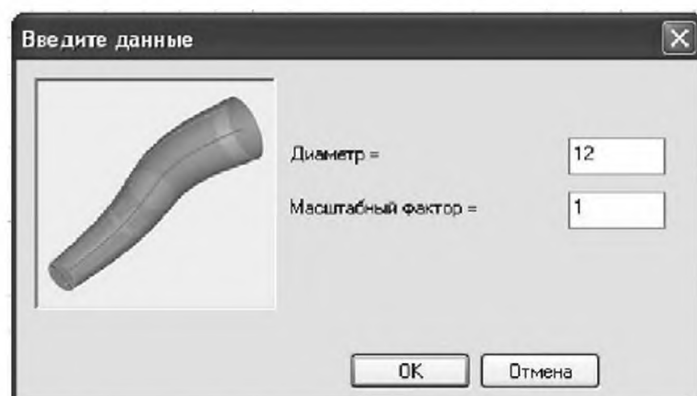 Введите данные
Диаметр = 12
Масштабный фактор = 1
OK Отмена